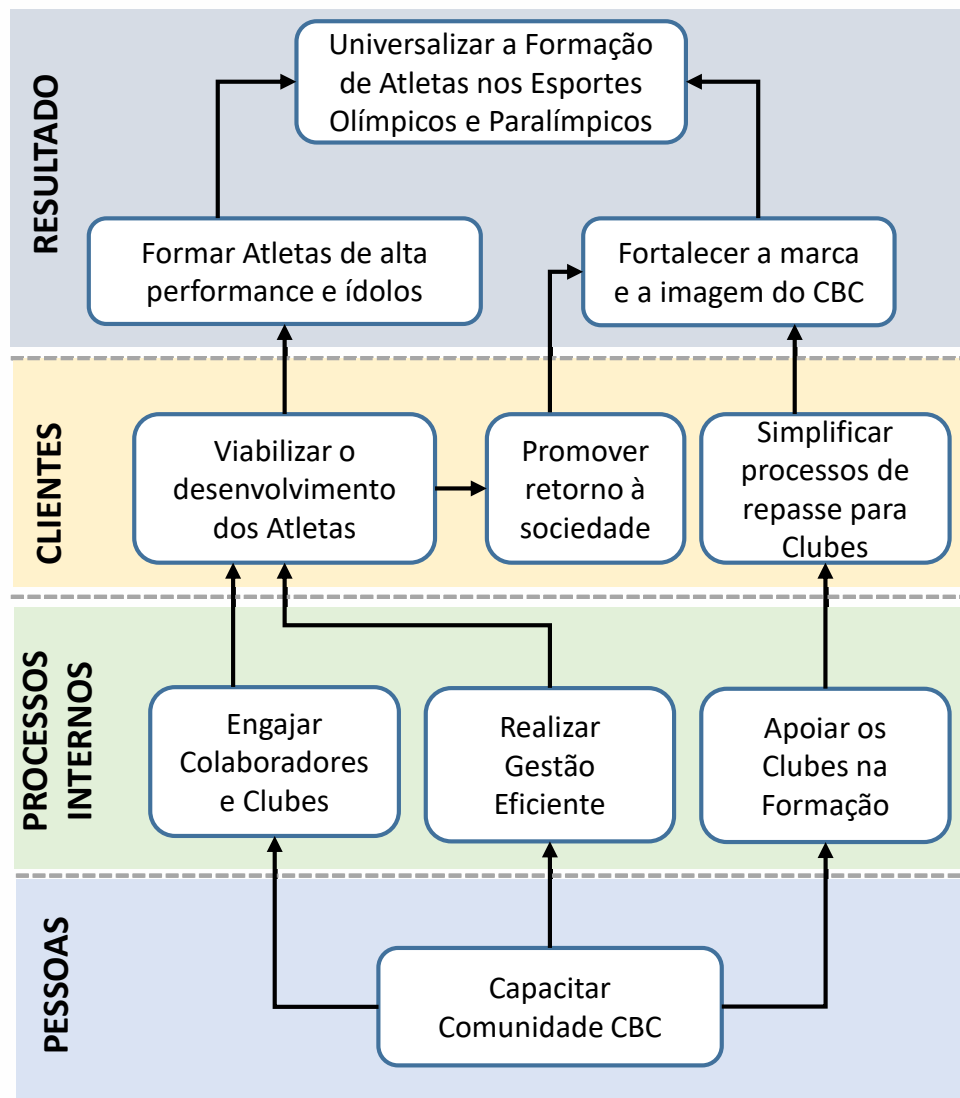 RESULTADO
Universalizar a Formação
de Atletas nos Esportes
Olímpicos e Paralímpicos
Formar Atletas de alta
performance e ídolos
Fortalecer a marca
e a imagem do CBC
CLIENTES
Viabilizar o
desenvolvimento
dos Atletas
Promover
retorno à
sociedade
Simplificar
processos de
repasse para
Clubes
PROCESSOS
INTERNOS
Engajar
Colaboradores
e Clubes
Realizar
Gestão
Eficiente
Apoiar os
Clubes na
Formação
PESSOAS
Capacitar
Comunidade CBC